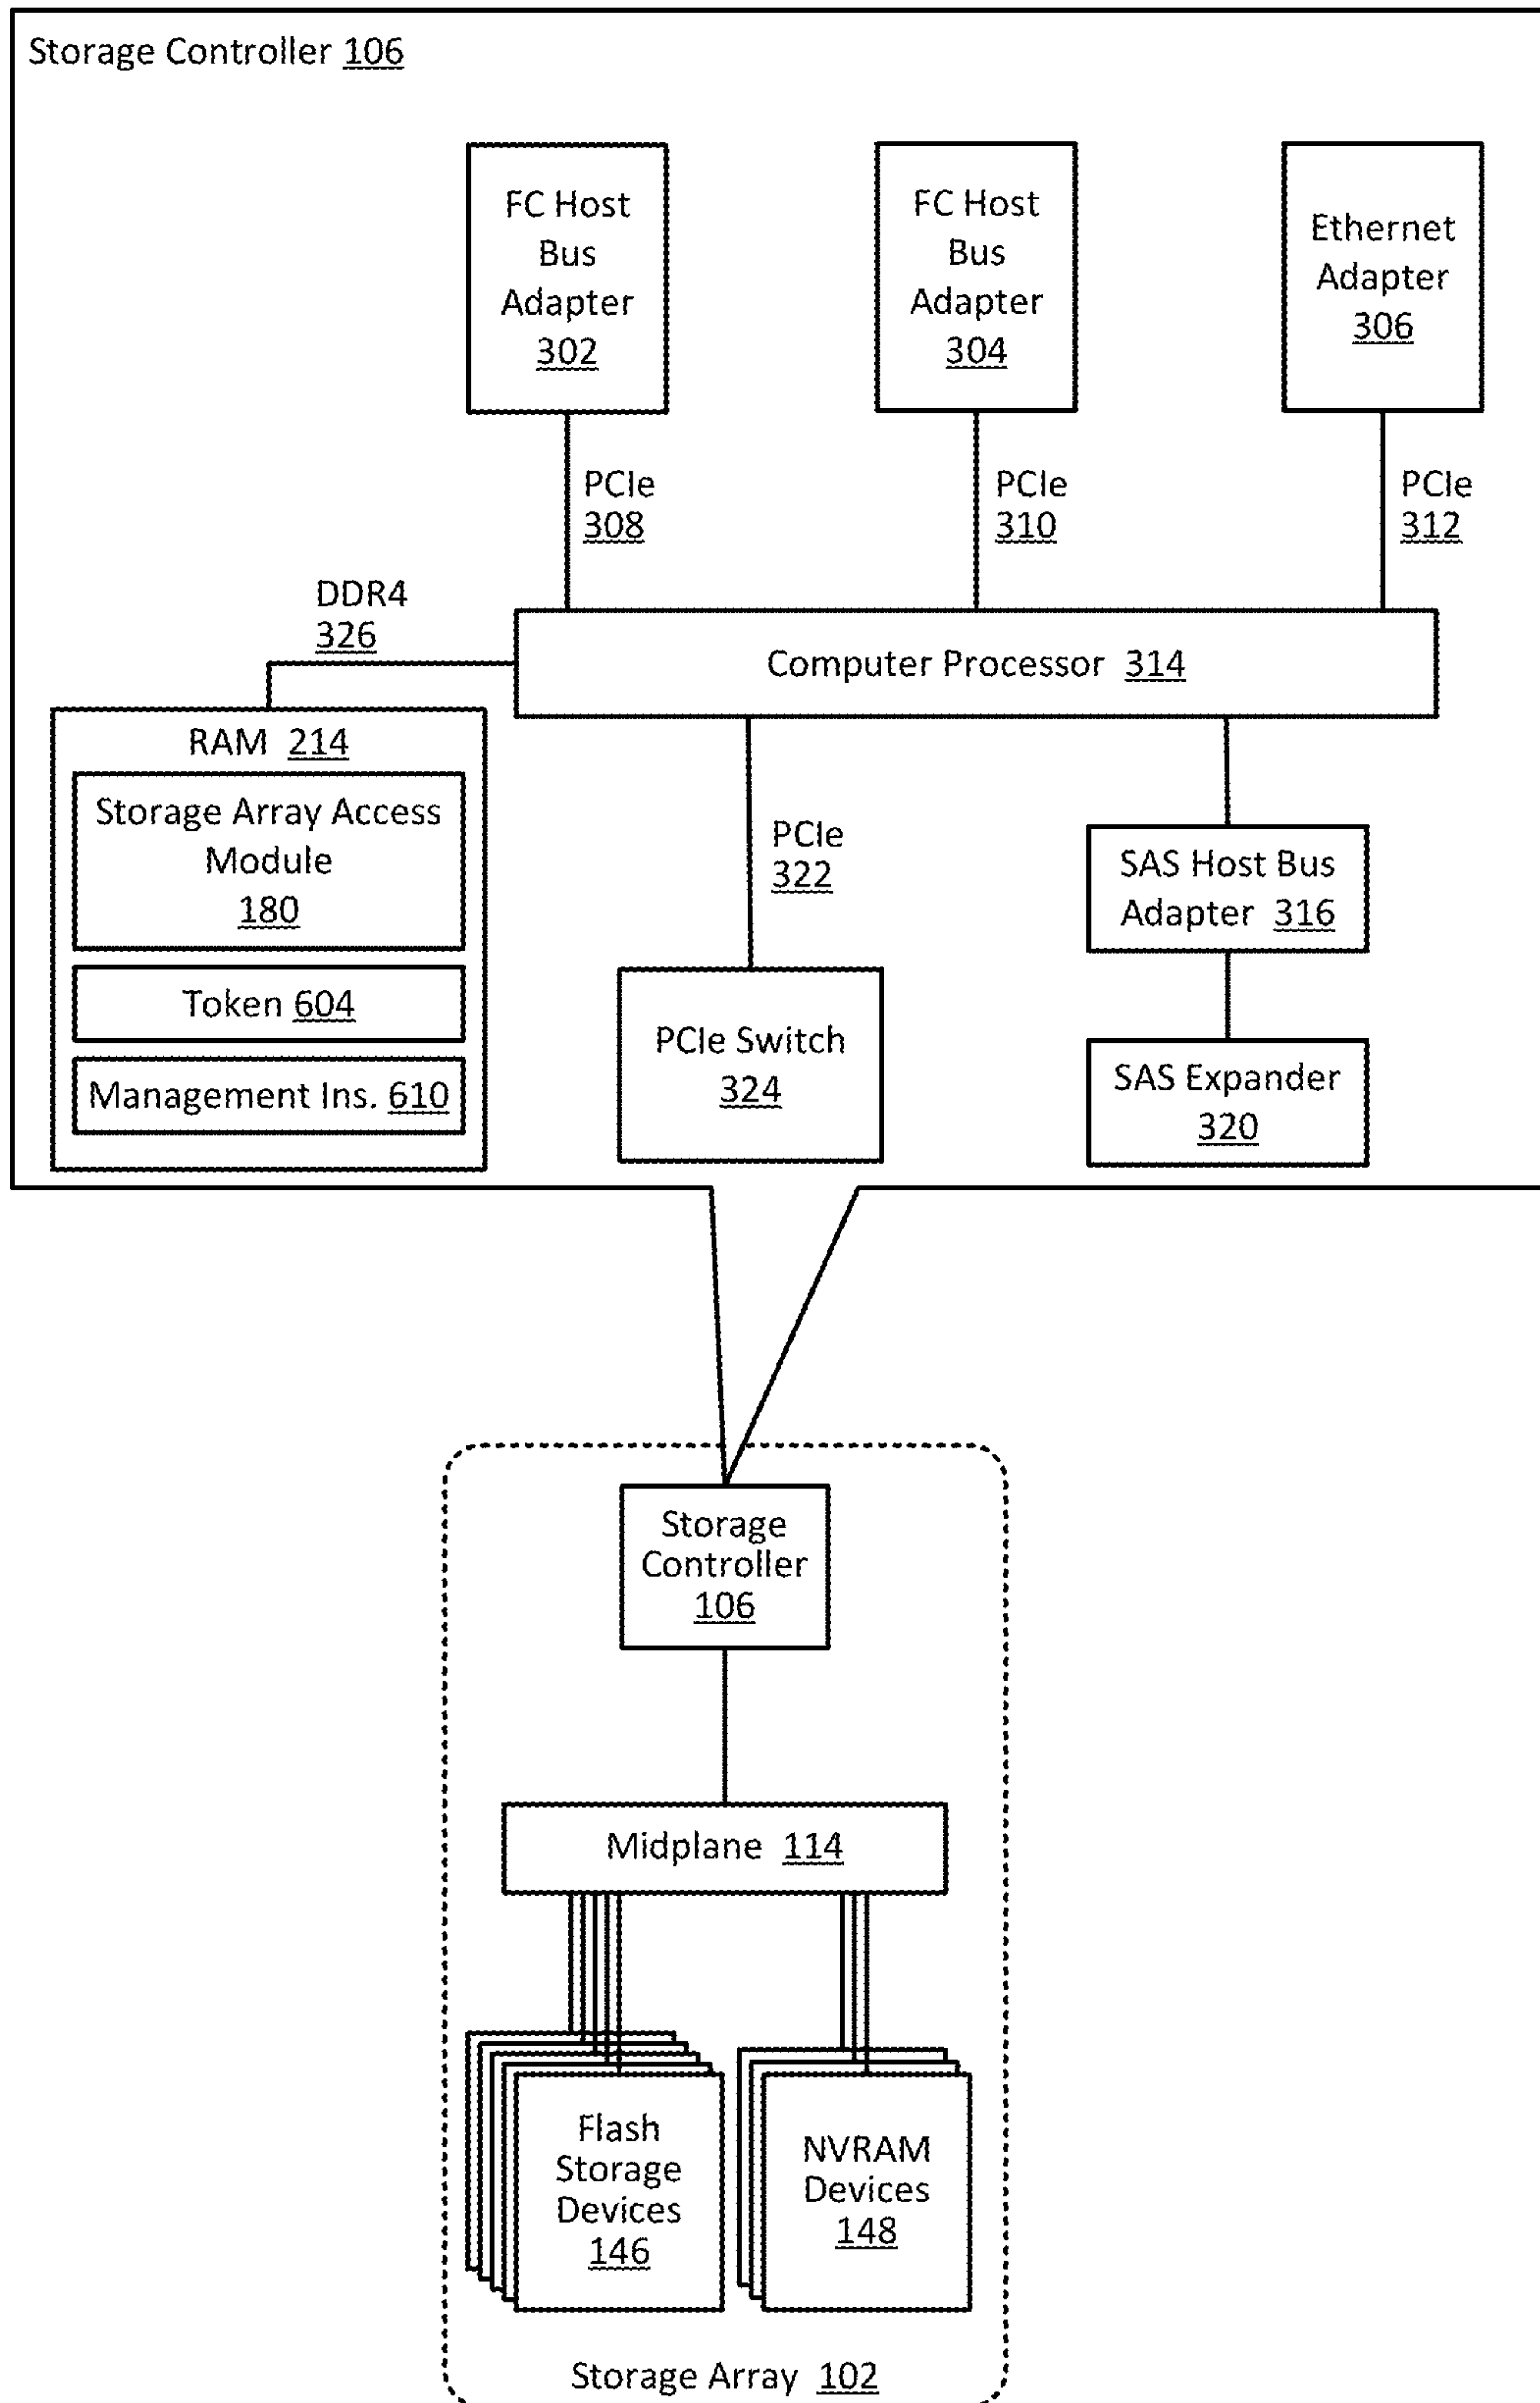 Storage Controller 106
FC Host
Bus
Adapter
302
FC Host
Bus
Adapter
304
Ethernet
Adapter
306
PCIe
308
PCIe
310
PCIe
312
DDR4
326
Computer Processor 314
RAM 214
Storage Array Access
Module
180
Token 604
Management Ins. 610
PCIe
322
PCIe Switch
324
SAS Host Bus
Adapter 316
SAS Expander
320
Storage
Controller
106
Midplane 114
Flash
Storage
Devices
146
NVRAM
Devices
148
Storage Array 102